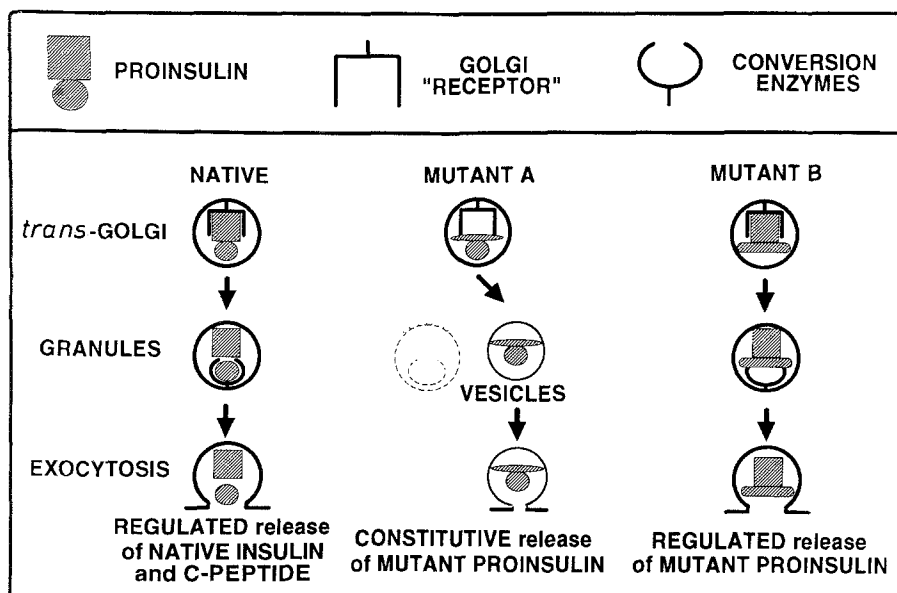 PROINSULIN
GOLGI
"RECEPTOR"
CONVERSION
ENZYMES
NATIVE
MUTANT A
MUTANT B
trans-GOLGI
GRANULES
VESICLES
EXOCYTOSIS
REGULATED release
of NATIVE INSULIN
and C-PEPTIDE
CONSTITUTIVE release
of MUTANT PROINSULIN
REGULATED release
of MUTANT PROINSULIN